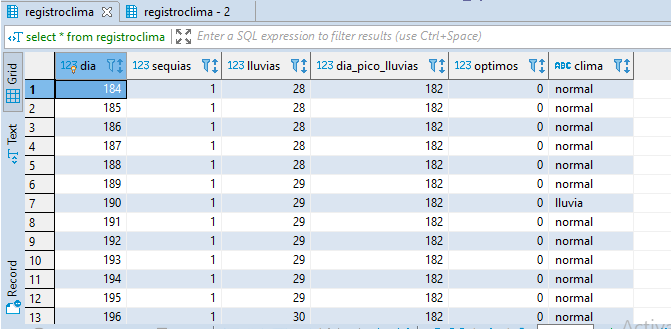 registroclima
registroclima - 2
select * from registroclima
Enter a SQL expression to filter results (use Ctrl+Space)
Grid
Text
Record
123 dia 123 sequias 123 lluvias 123 dia_pico_lluvias 123 optimos ABC clima
1 184 1 28 182 0 normal
2 185 1 28 182 0 normal
3 186 1 28 182 0 normal
4 187 1 28 182 0 normal
5 188 1 28 182 0 normal
6 189 1 29 182 0 normal
7 190 1 29 182 0 lluvia
8 191 1 29 182 0 normal
9 192 1 29 182 0 normal
10 193 1 29 182 0 normal
11 194 1 29 182 0 normal
12 195 1 29 182 0 normal
13 196 1 30 182 0 normal